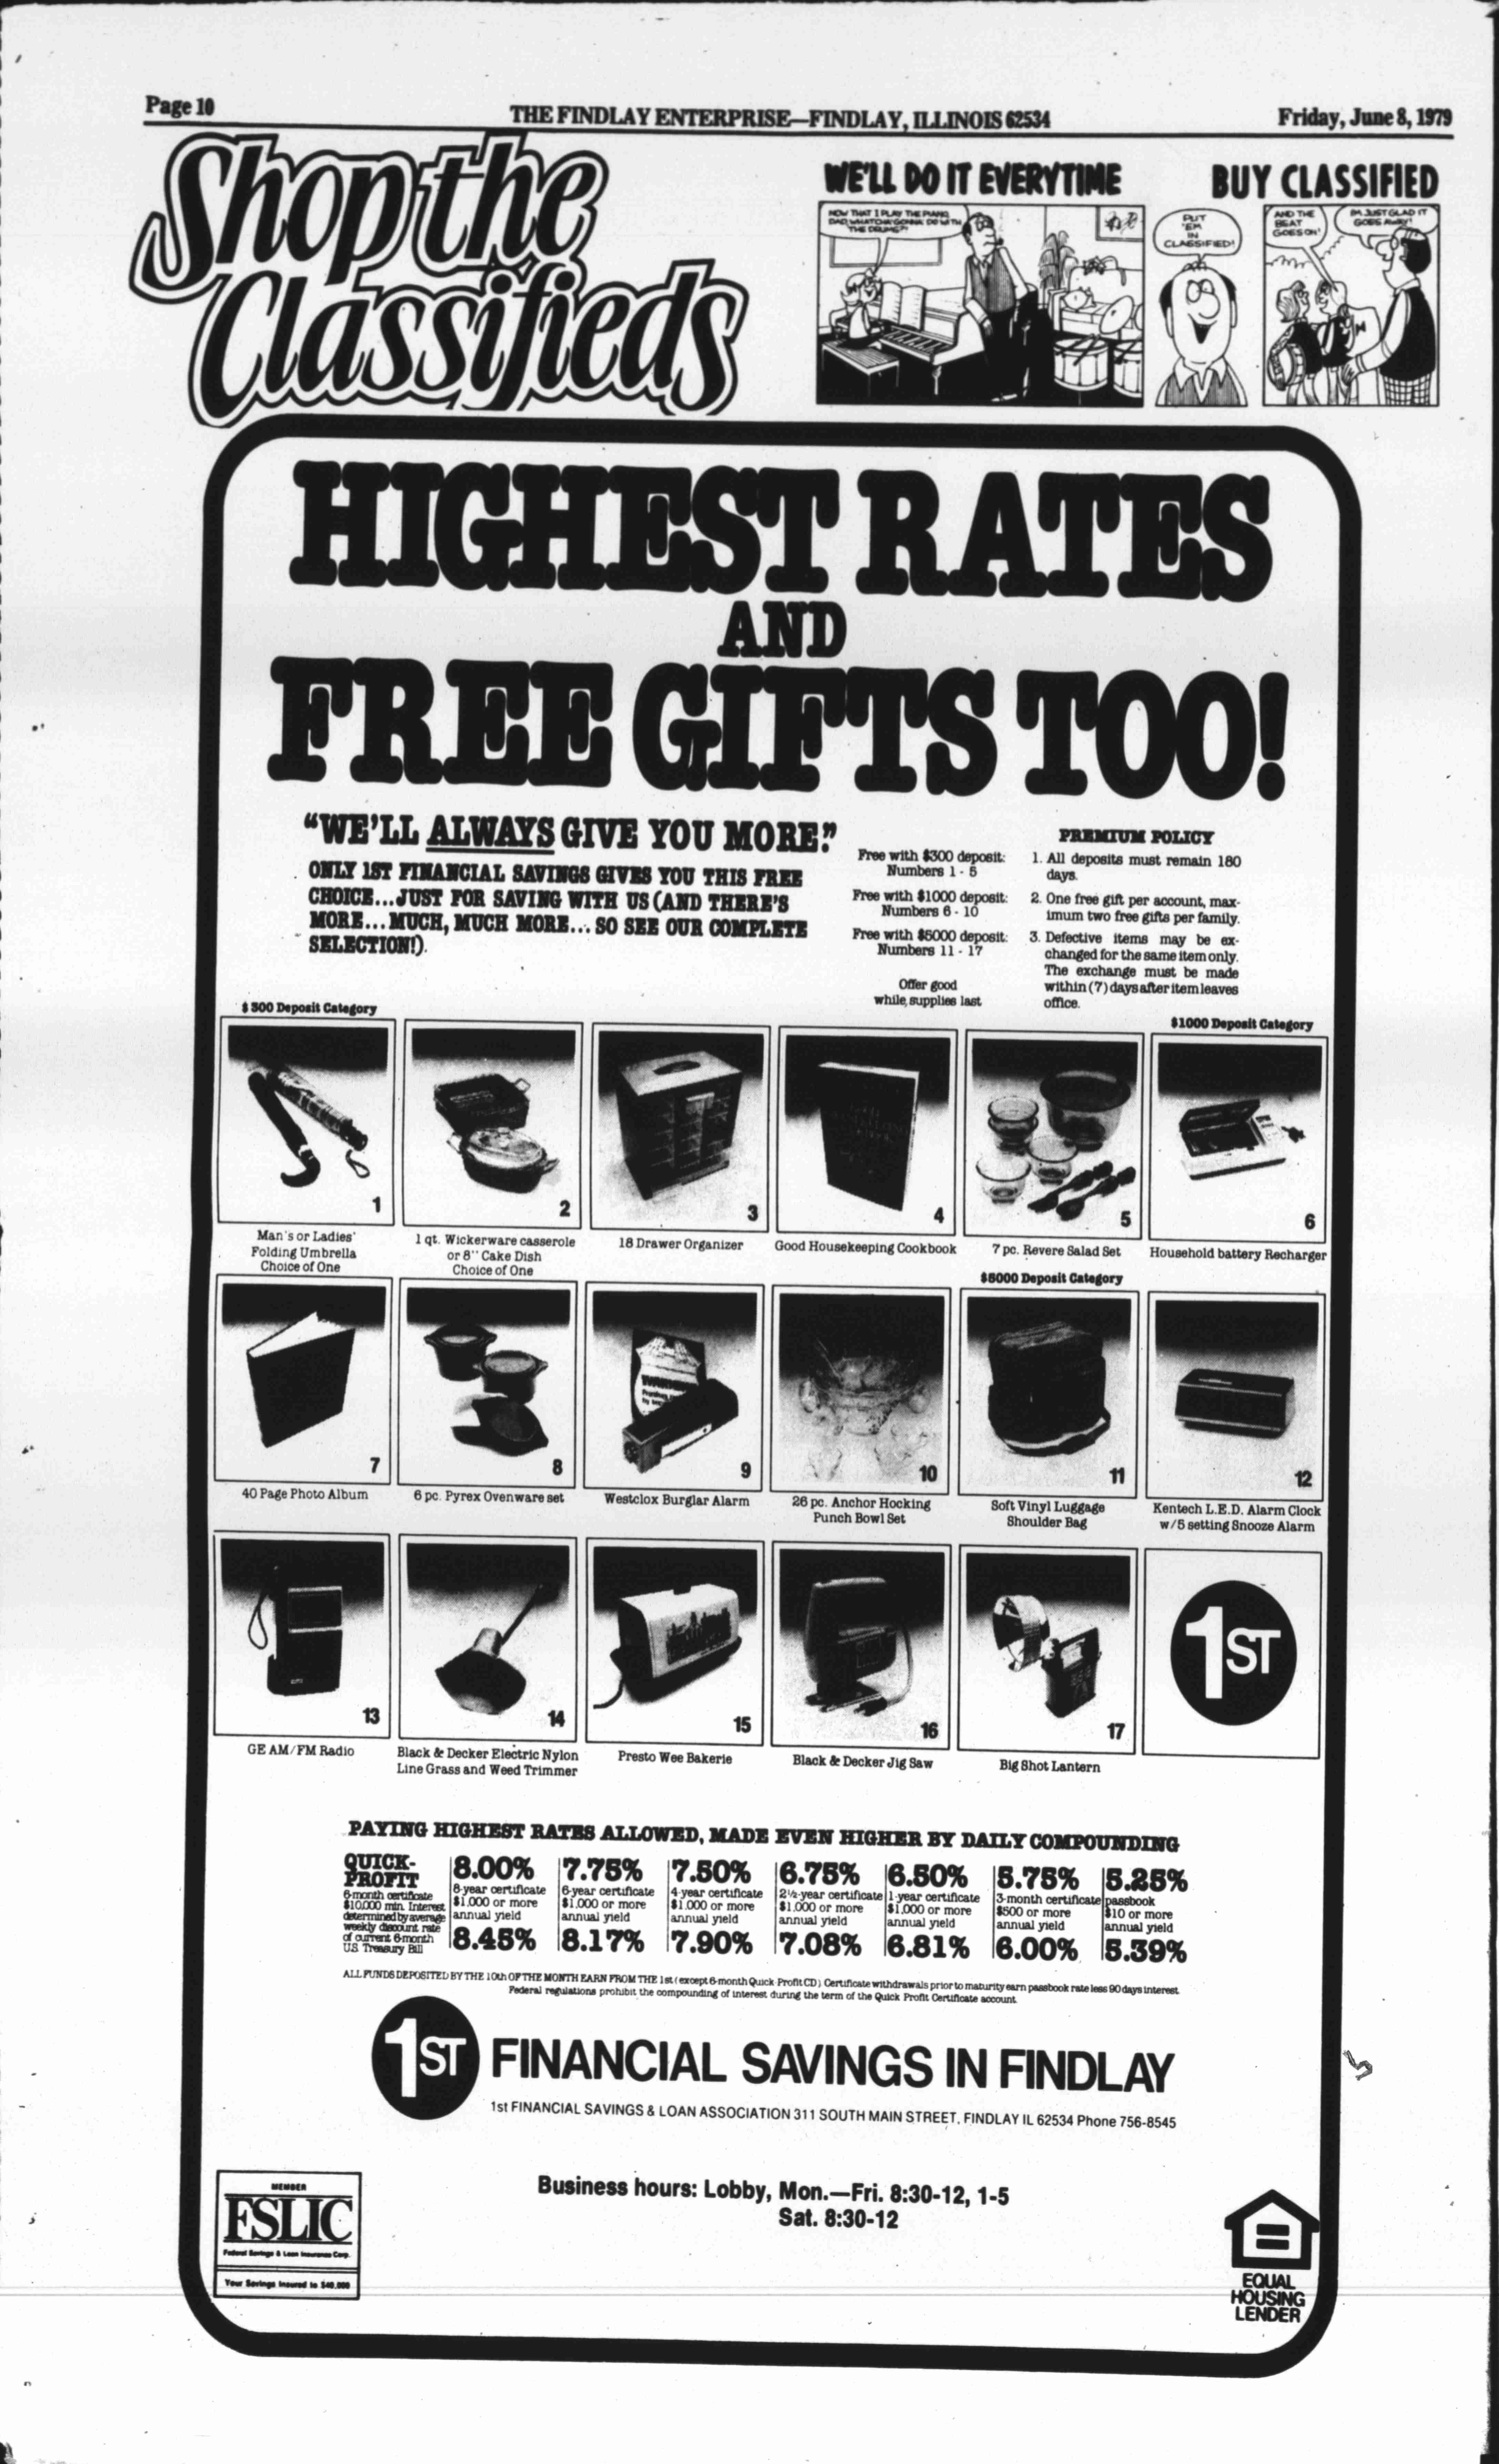 Page 10
THE FINDLAY ENTERPRISE—FINDLAY, ILLINOIS 62534
Friday, June 8, 1979
Shop the
Classifieds
WE'LL DO IT EVERYTIME
BUY CLASSIFIED
NOW THAT I PLAY THE PIANO,
DAD, WHATCHA GONNA DO WITH
THE DRUMS?"
PUT
'EM
IN
CLASSIFIED!
AND THE
BEAT
GOES ON!
I'M JUST GLAD IT
GOES AWAY!
HIGHEST RATES
AND
FREE GIFTS TOO!
"WE'LL ALWAYS GIVE YOU MORE."
ONLY 1ST FINANCIAL SAVINGS GIVES YOU THIS FREE
CHOICE...JUST FOR SAVING WITH US (AND THERE'S
MORE...MUCH, MUCH MORE... SO SEE OUR COMPLETE
SELECTION!).
Free with $300 deposit:
Numbers 1 - 5
Free with $1000 deposit:
Numbers 6 - 10
Free with $5000 deposit:
Numbers 11 - 17
Offer good
while supplies last
PREMIUM POLICY
1. All deposits must remain 180
days.
2. One free gift per account, max-
imum two free gifts per family.
3. Defective items may be ex-
changed for the same item only.
The exchange must be made
within (7) days after item leaves
office.
$ 300 Deposit Category
$1000 Deposit Category
1
2
3
4
5
6
Man's or Ladies'
Folding Umbrella
Choice of One
1 qt. Wickerware casserole
or 8" Cake Dish
Choice of One
18 Drawer Organizer
Good Housekeeping Cookbook
7 pc. Revere Salad Set
Household battery Recharger
$5000 Deposit Category
7
8
9
10
11
12
40 Page Photo Album
6 pc. Pyrex Ovenware set
Westclox Burglar Alarm
26 pc. Anchor Hocking
Punch Bowl Set
Soft Vinyl Luggage
Shoulder Bag
Kentech L.E.D. Alarm Clock
w/5 setting Snooze Alarm
13
14
15
16
17
1ST
GE AM/FM Radio
Black & Decker Electric Nylon
Line Grass and Weed Trimmer
Presto Wee Bakerie
Black & Decker Jig Saw
Big Shot Lantern
PAYING HIGHEST RATES ALLOWED, MADE EVEN HIGHER BY DAILY COMPOUNDING
QUICK-
PROFIT
6-month certificate
$10,000 min. Interest
determined by average
weekly discount rate
of current 6-month
U.S. Treasury Bill
8.00%
8-year certificate
$1,000 or more
annual yield
8.45%
7.75%
6-year certificate
$1,000 or more
annual yield
8.17%
7.50%
4-year certificate
$1,000 or more
annual yield
7.90%
6.75%
2½-year certificate
$1,000 or more
annual yield
7.08%
6.50%
1-year certificate
$1,000 or more
annual yield
6.81%
5.75%
3-month certificate
$500 or more
annual yield
6.00%
5.25%
passbook
$10 or more
annual yield
5.39%
ALL FUNDS DEPOSITED BY THE 10th OF THE MONTH EARN FROM THE 1st (except 6-month Quick-Profit CD) Certificate withdrawals prior to maturity earn passbook rate less 90 days interest.
Federal regulations prohibit the compounding of interest during the term of the Quick Profit Certificate account.
1ST FINANCIAL SAVINGS IN FINDLAY
1st FINANCIAL SAVINGS & LOAN ASSOCIATION 311 SOUTH MAIN STREET, FINDLAY IL 62534 Phone 756-8545
Business hours: Lobby, Mon.—Fri. 8:30-12, 1-5
Sat. 8:30-12
MEMBER
FSLIC
Federal Savings & Loan Insurance Corp.
Your Savings Insured to $40,000
EQUAL
HOUSING
LENDER